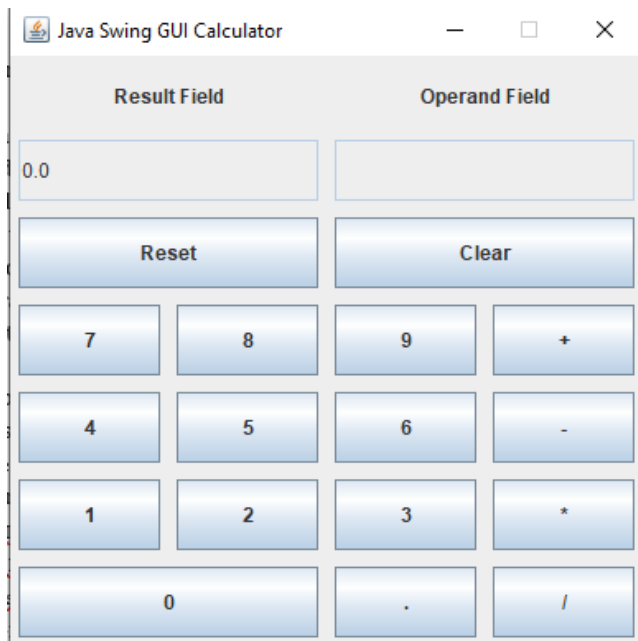 Java Swing GUI Calculator
Result Field Operand Field
0.0
Reset Clear
7 8 9 +
4 5 6 -
1 2 3 *
0 . /